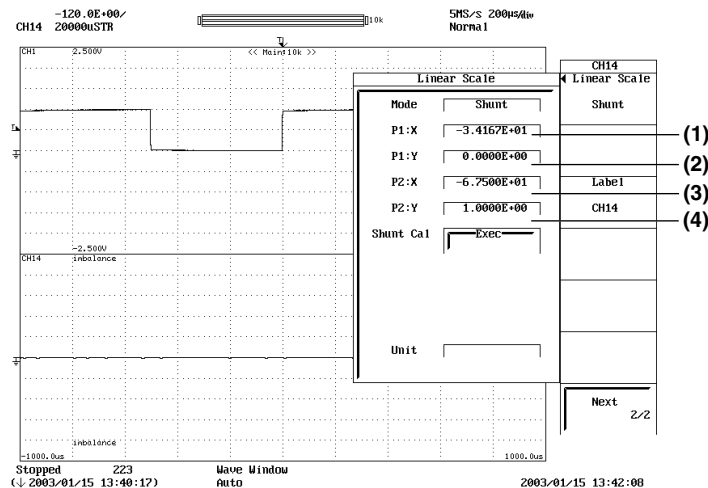 -120.0E+00/
CH14 20000uSTR
10k
5MS/s 200µs/div
Normal
CH1 2.500V
<< Main:10k >>
-2.500V
CH14 imbalance
imbalance
-1000.0us
1000.0us
Linear Scale
Mode Shunt
P1:X -3.4167E+01
P1:Y 0.0000E+00
P2:X -6.7500E+01
P2:Y 1.0000E+00
Shunt Cal Exec
Unit
CH14
Linear Scale
Shunt
Label
CH14
Next
2/2
(1)
(2)
(3)
(4)
Stopped 223
(↓ 2003/01/15 13:40:17)
Wave Window
Auto
2003/01/15 13:42:08